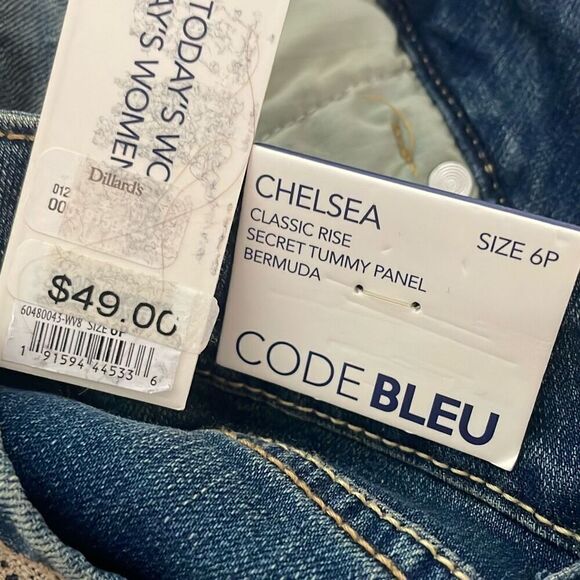 TODAY'S WO
AY'S WOMEN
Dillard's
012
00
$49.00
60480043-WV8 SIZE 6P
1 91594 44533 6
CHELSEA
SIZE 6P
CLASSIC RISE
SECRET TUMMY PANEL
BERMUDA
CODE BLEU